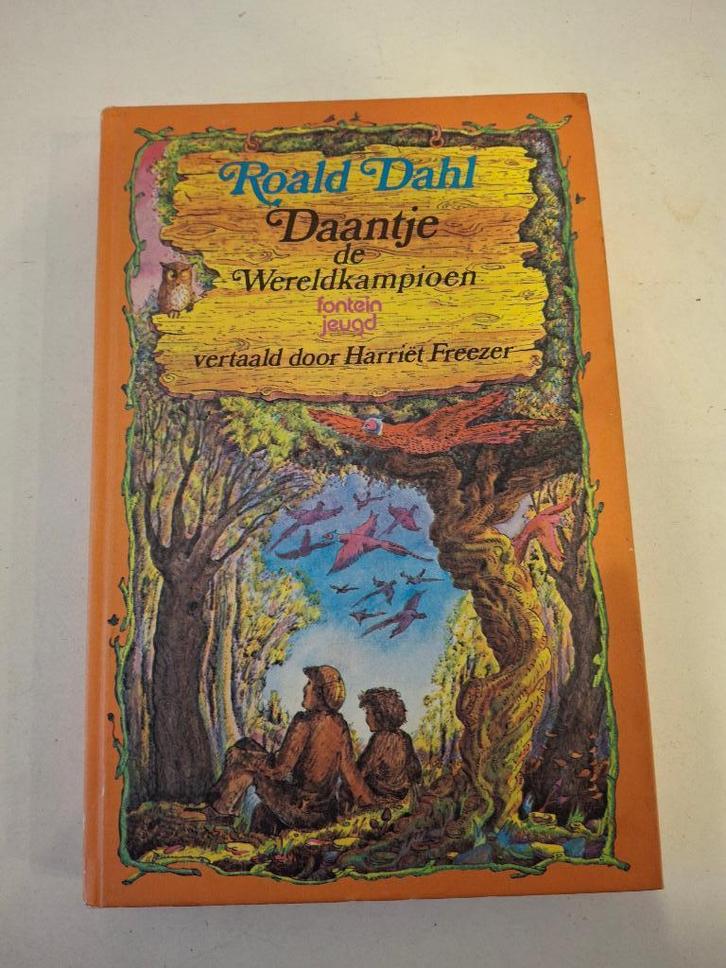 Roald Dahl
Daantje
de
Wereldkampioen
fontein
jeugd
vertaald door Harriët Freezer